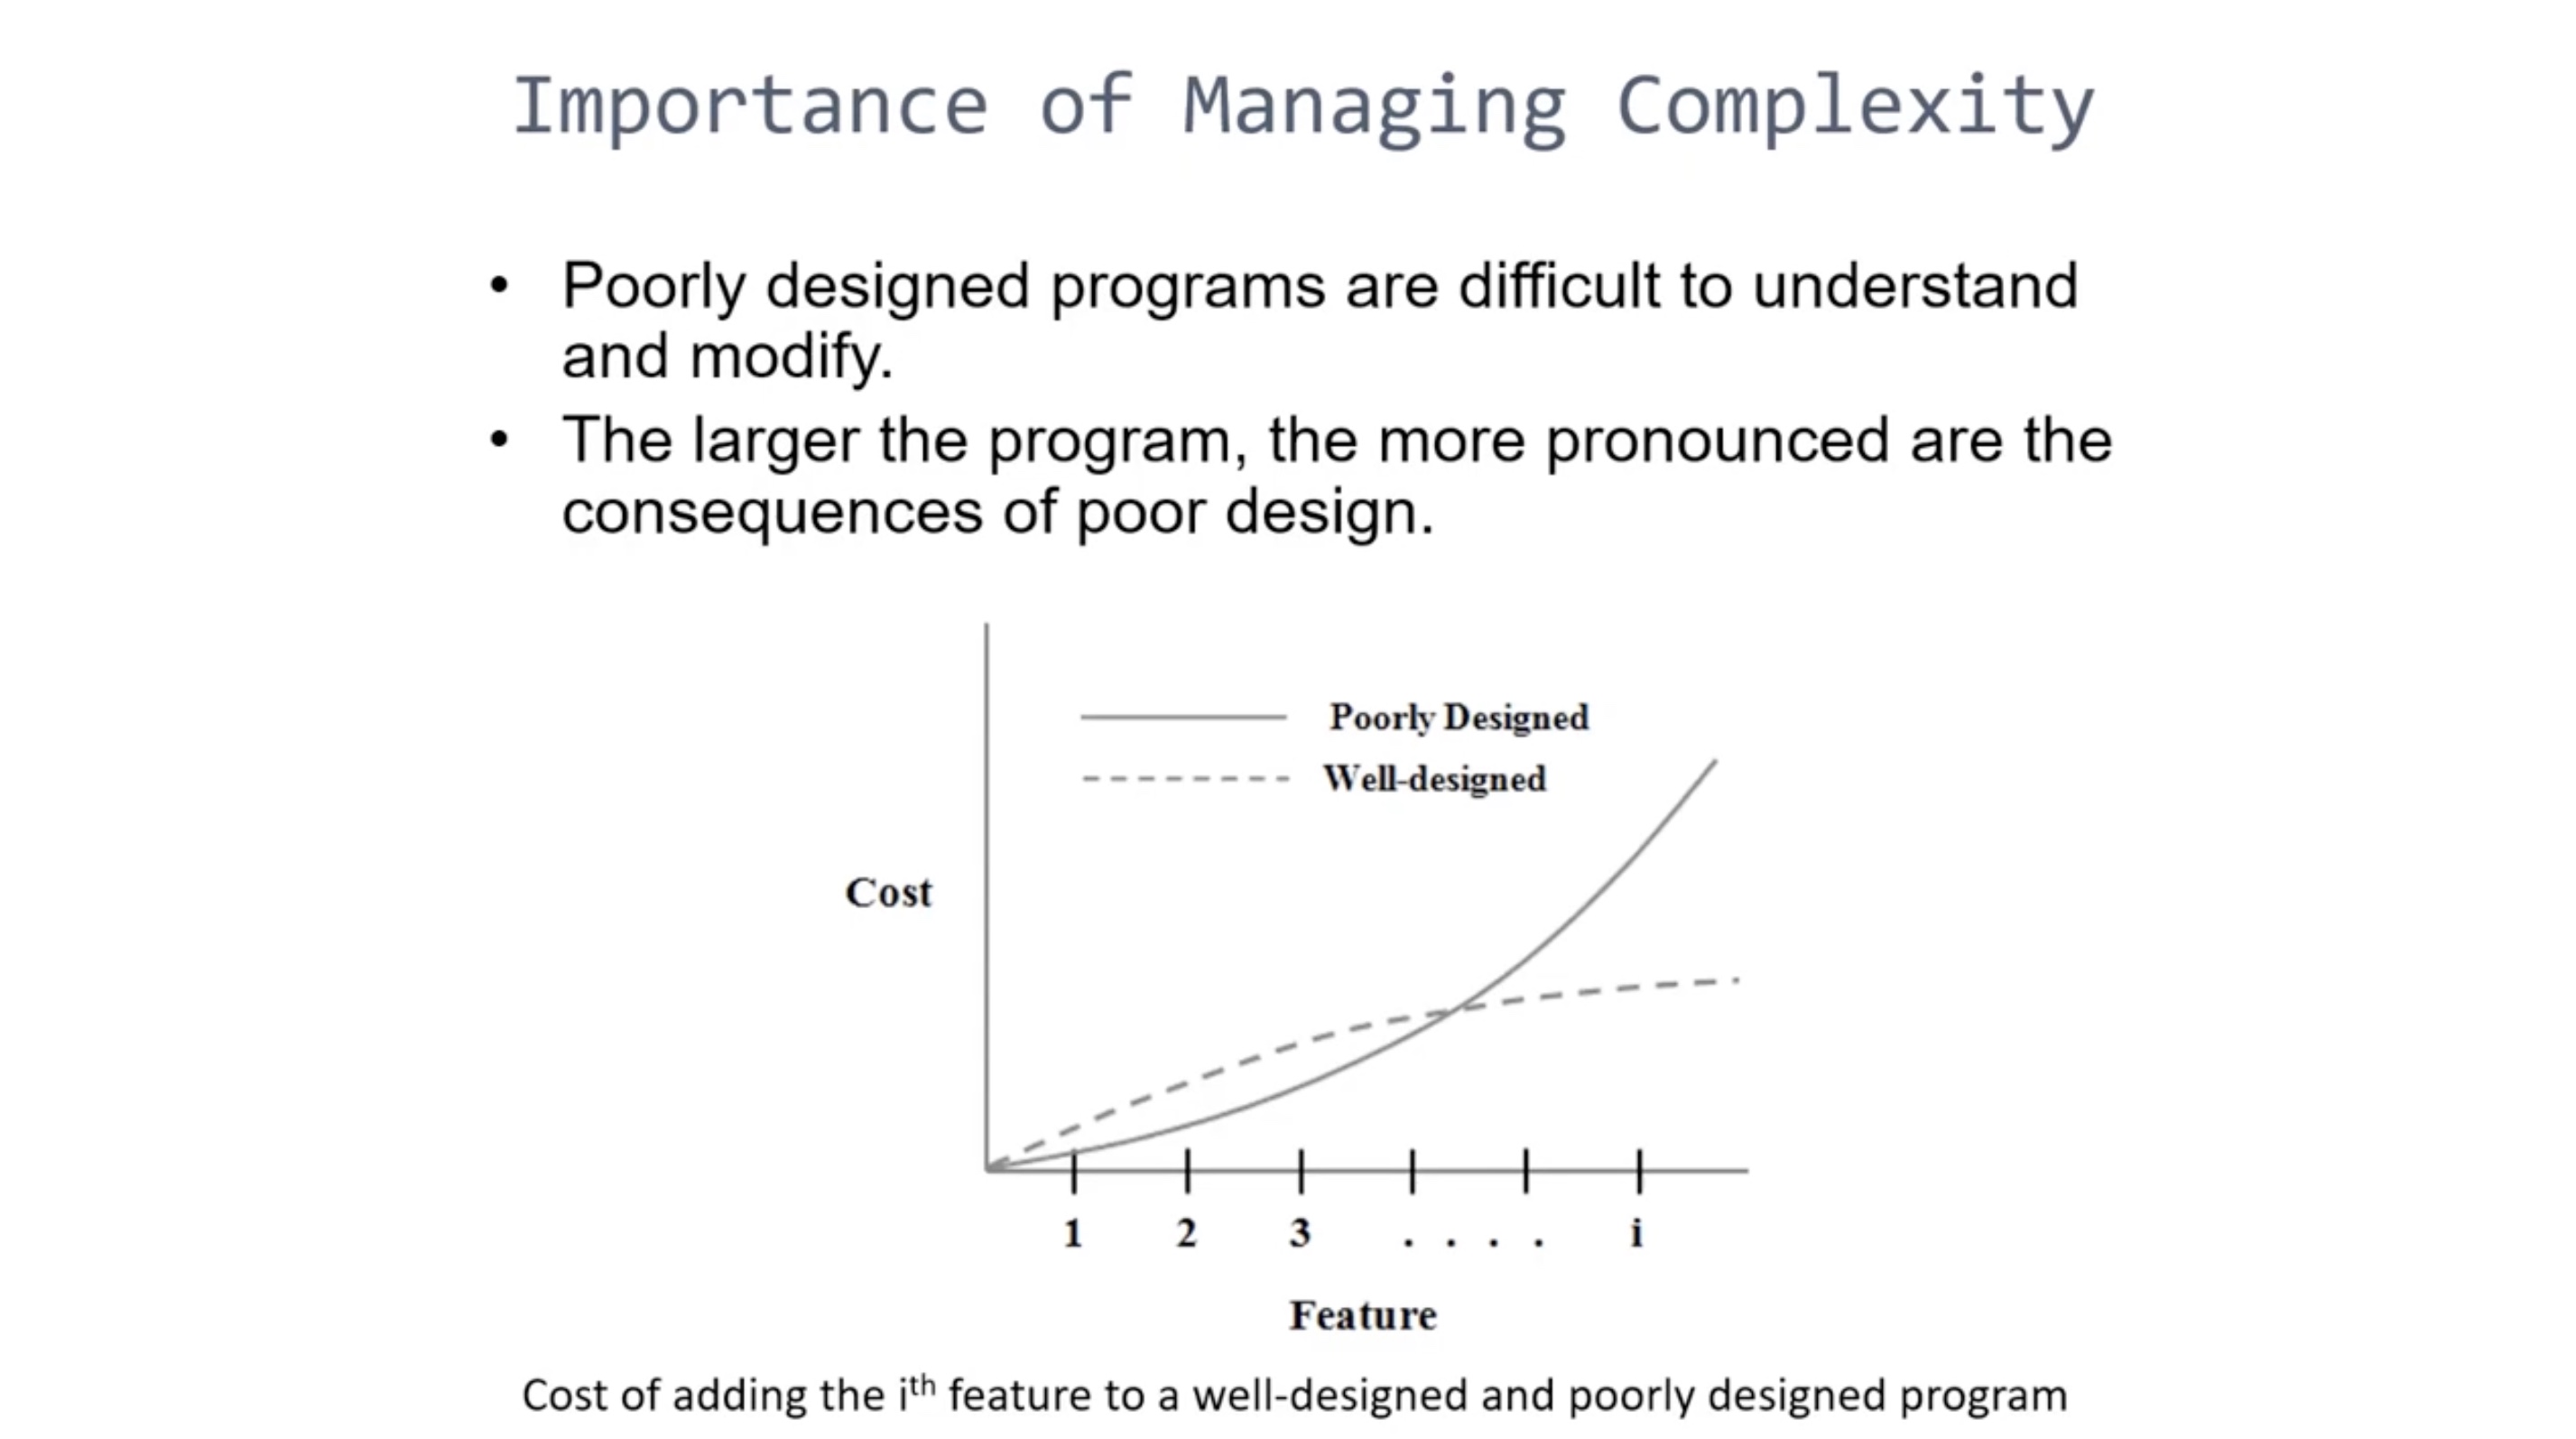 Importance of Managing Complexity
• Poorly designed programs are difficult to understand
and modify.
• The larger the program, the more pronounced are the
consequences of poor design.
Poorly Designed
Well-designed
Cost
1 2 3 . . . . i
Feature
Cost of adding the iᵗʰ feature to a well-designed and poorly designed program